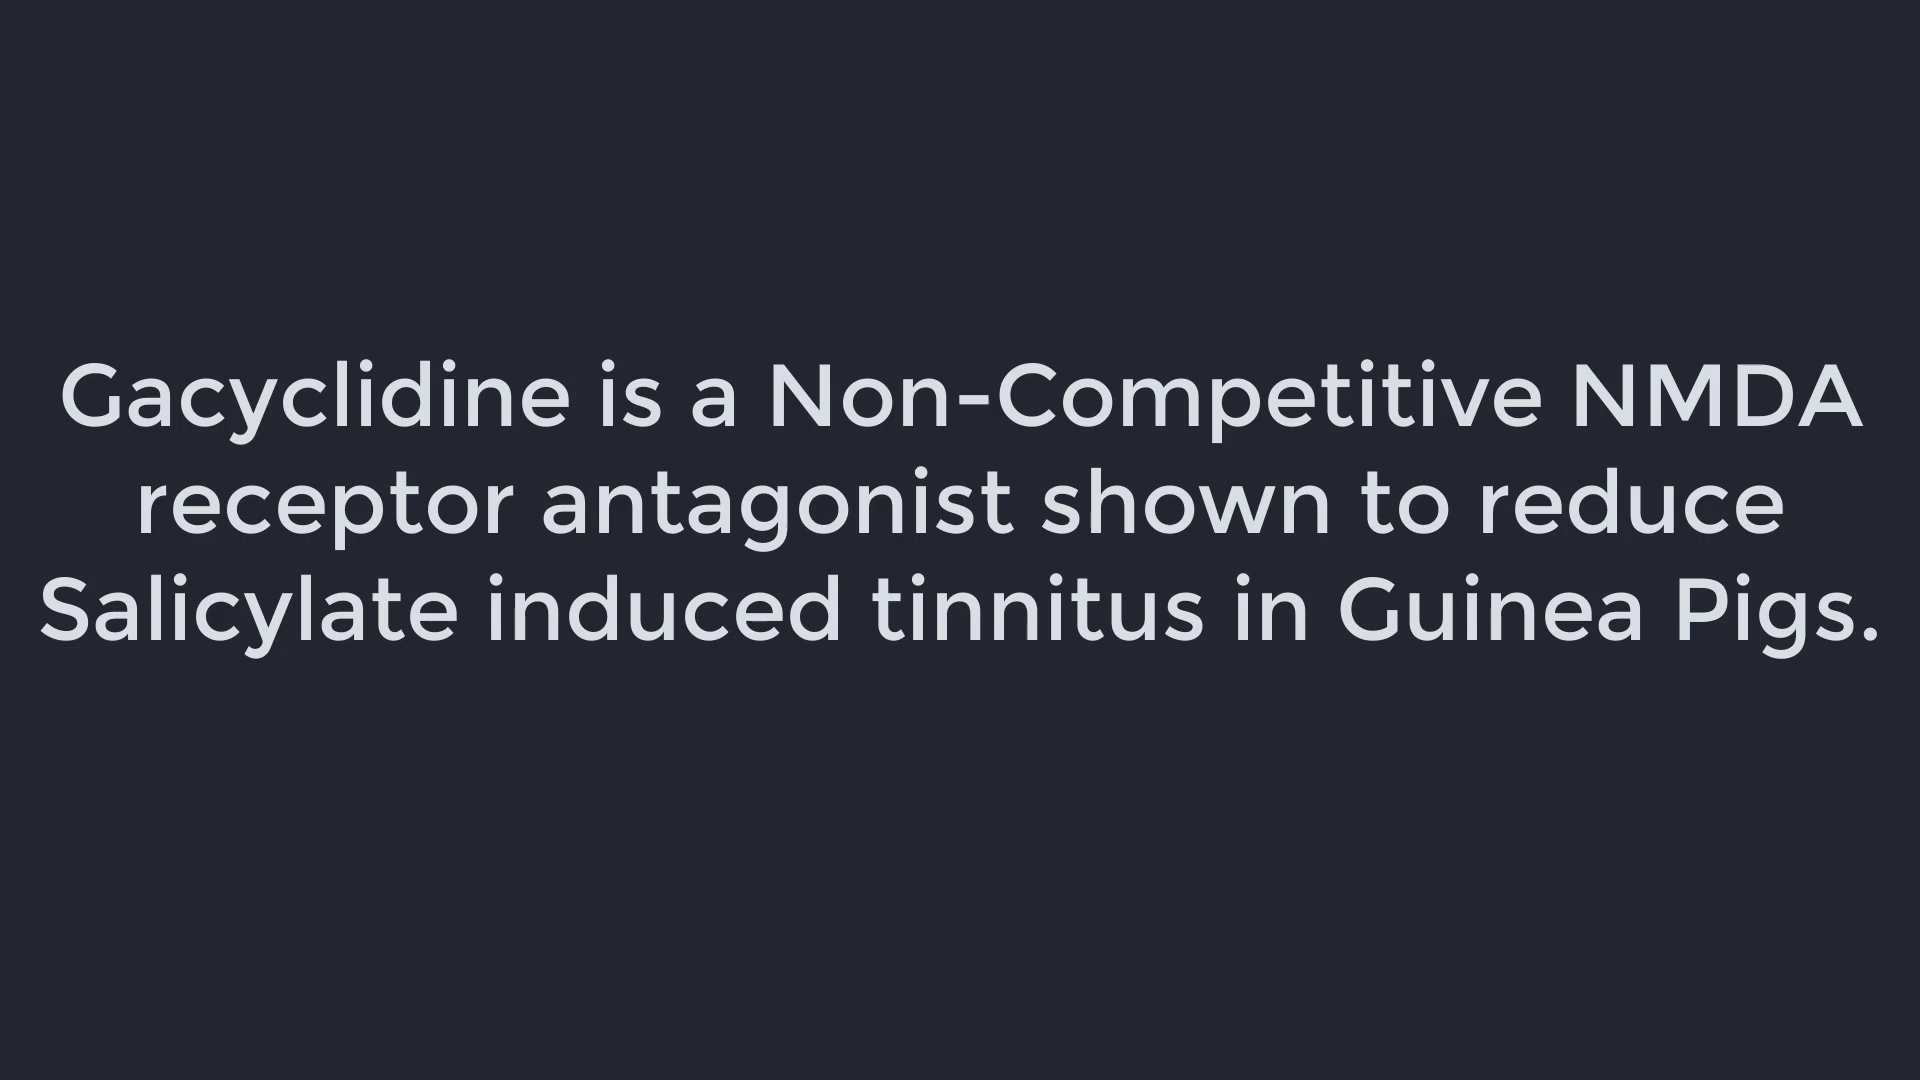 Gacyclidine is a Non-Competitive NMDA
receptor antagonist shown to reduce
Salicylate induced tinnitus in Guinea Pigs.